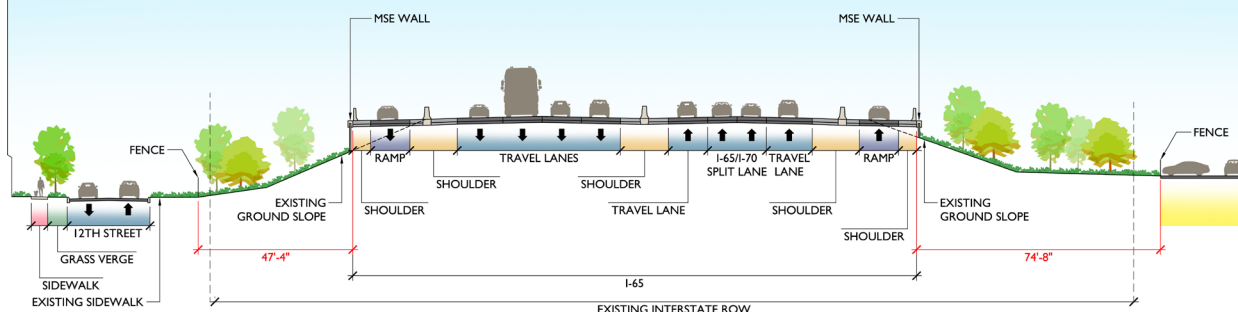 MSE WALL
MSE WALL
FENCE
FENCE
RAMP
TRAVEL LANES
I-65/I-70
SPLIT LANE
TRAVEL
LANE
RAMP
SHOULDER
SHOULDER
EXISTING
GROUND SLOPE
SHOULDER
TRAVEL LANE
SHOULDER
EXISTING
GROUND SLOPE
12TH STREET
SHOULDER
GRASS VERGE
47'-4"
74'-8"
SIDEWALK
I-65
EXISTING SIDEWALK
EXISTING INTERSTATE ROW